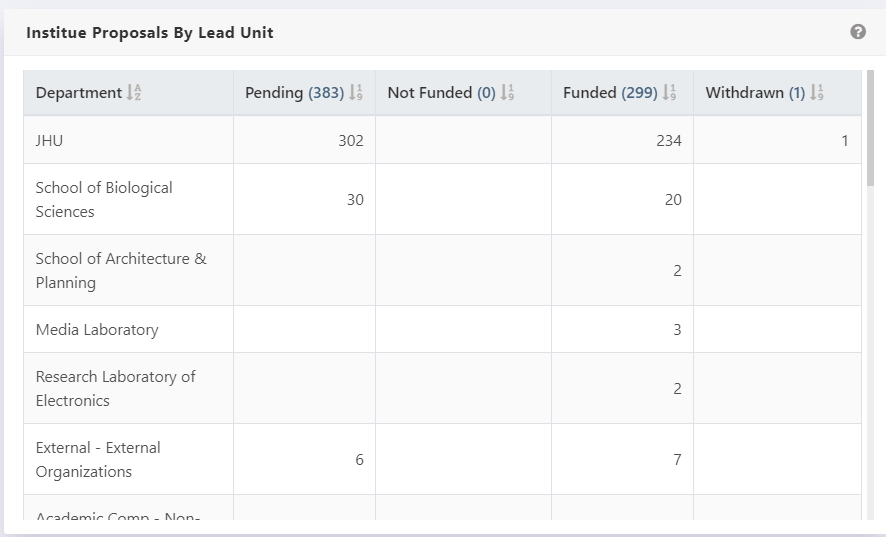 Institue Proposals By Lead Unit
Department Pending (383) Not Funded (0) Funded (299) Withdrawn (1)
JHU 302 234 1
School of Biological
Sciences 30 20
School of Architecture &
Planning 2
Media Laboratory 3
Research Laboratory of
Electronics 2
External - External
Organizations 6 7
Academic Comp - Non-